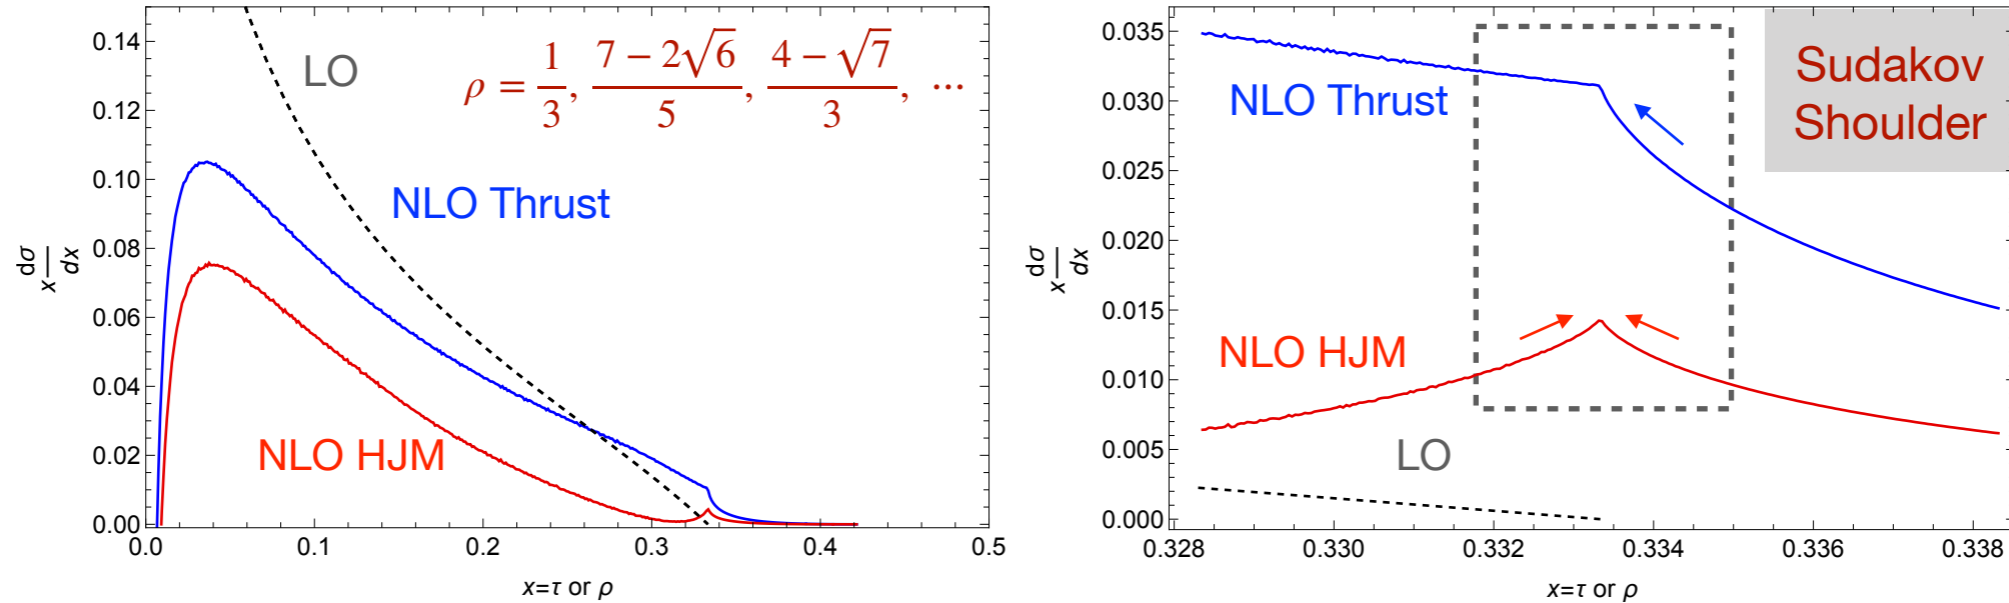 LO
ρ = 1/3, (7 − 2√6)/5, (4 − √7)/3, ⋯
NLO Thrust
NLO HJM
0.14
0.12
0.10
0.08
0.06
0.04
0.02
0.00
x dσ/dx
0.0 0.1 0.2 0.3 0.4 0.5
x=τ or ρ
Sudakov
Shoulder
NLO Thrust
NLO HJM
LO
0.035
0.030
0.025
0.020
0.015
0.010
0.005
0.000
x dσ/dx
0.328 0.330 0.332 0.334 0.336 0.338
x=τ or ρ